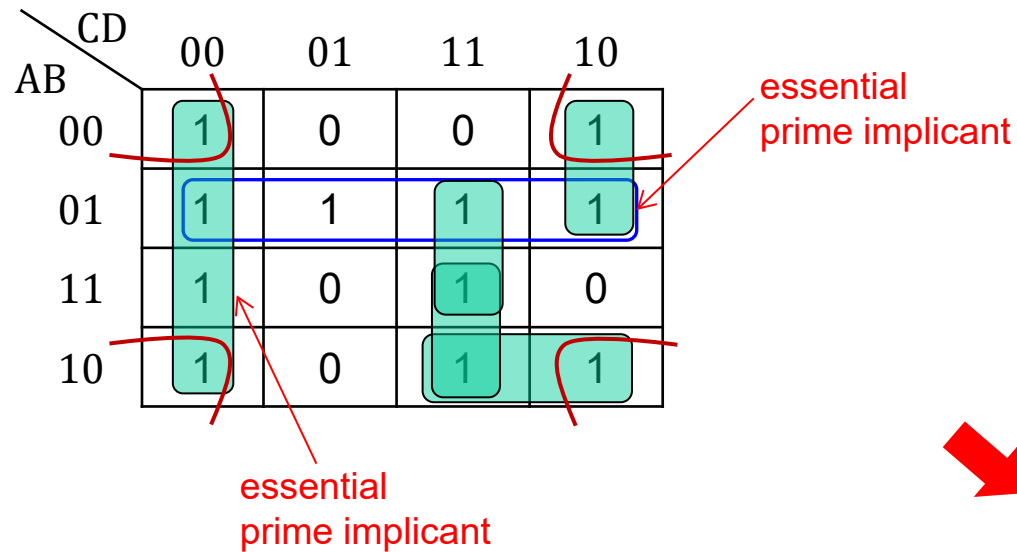 CD
AB
00 01 11 10
00 1 0 0 1
01 1 1 1 1
11 1 0 1 0
10 1 0 1 1
essential
prime implicant
essential
prime implicant